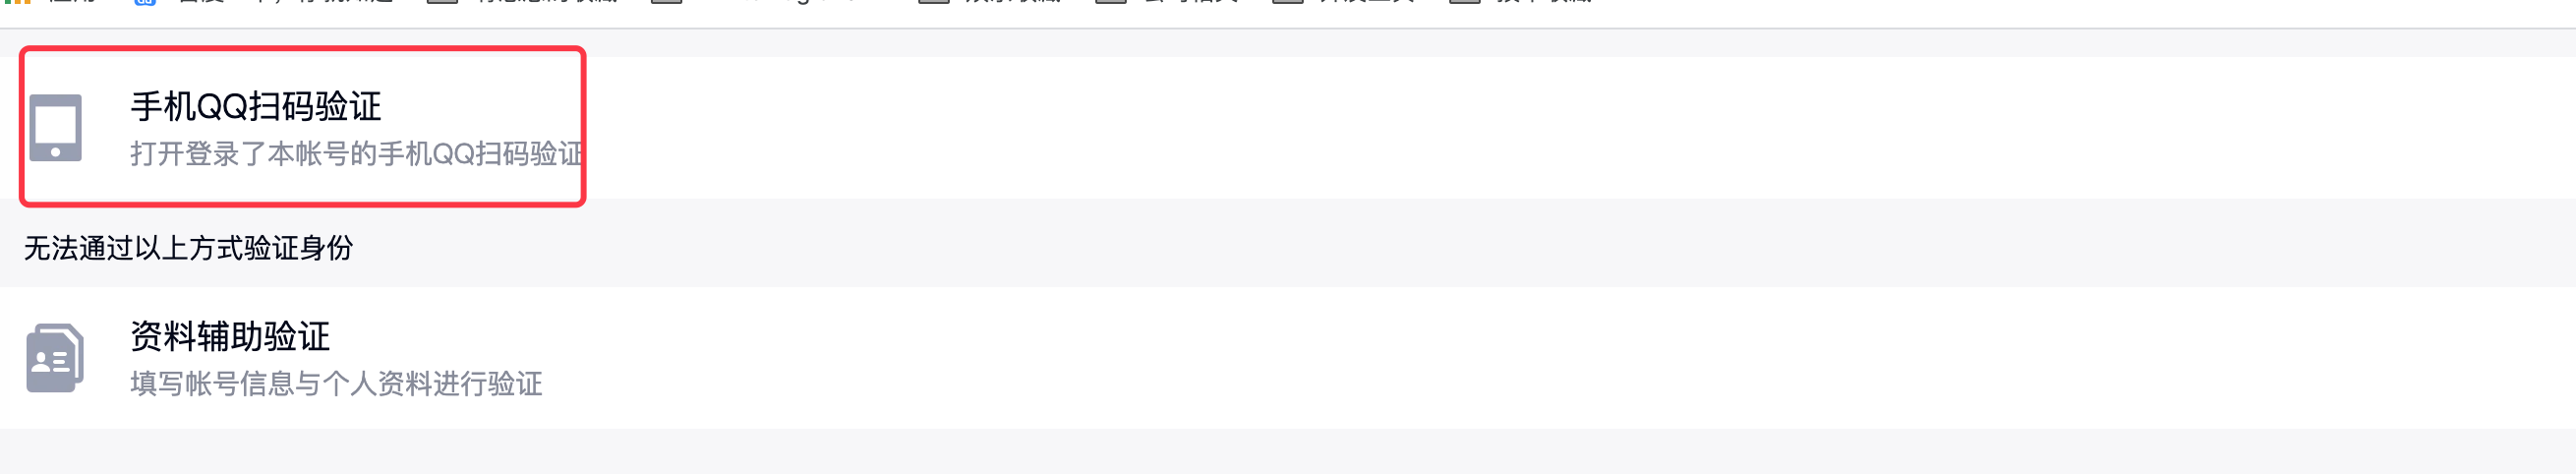 手机QQ扫码验证
打开登录了本帐号的手机QQ扫码验证
无法通过以上方式验证身份
资料辅助验证
填写帐号信息与个人资料进行验证